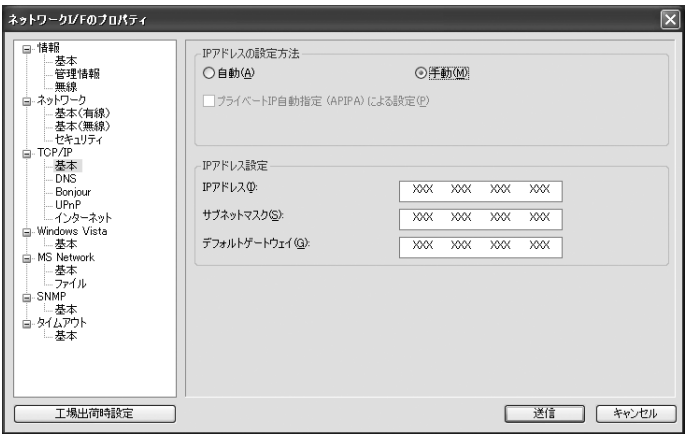 ネットワークI/Fのプロパティ
情報
基本
管理情報
無線
ネットワーク
基本(有線)
基本(無線)
セキュリティ
TCP/IP
基本
DNS
Bonjour
UPnP
インターネット
Windows Vista
基本
MS Network
基本
ファイル
SNMP
基本
タイムアウト
基本
工場出荷時設定
IPアドレスの設定方法
自動(A) 手動(M)
プライベートIP自動指定 (APIPA) による設定(P)
IPアドレス設定
IPアドレス(I): XXX XXX XXX XXX
サブネットマスク(S): XXX XXX XXX XXX
デフォルトゲートウェイ(G): XXX XXX XXX XXX
送信 キャンセル